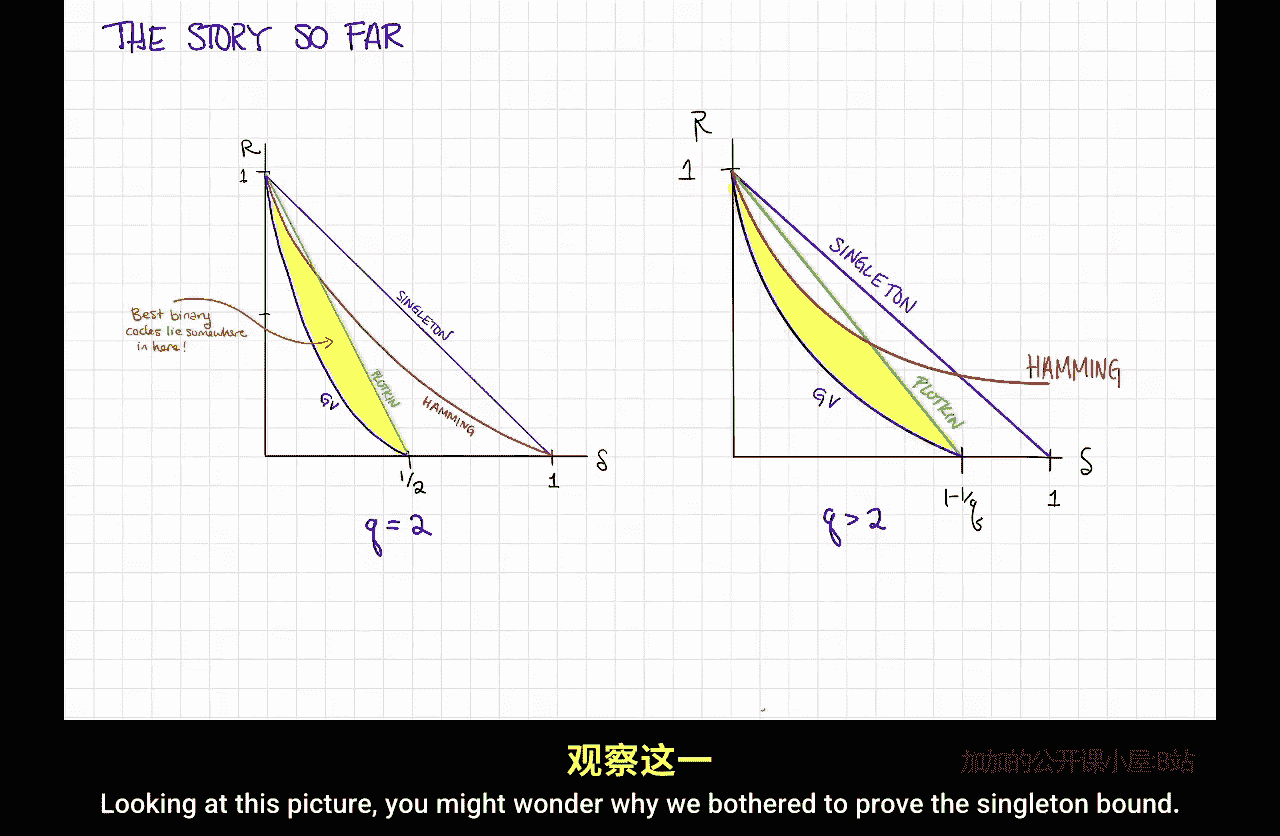 THE STORY SO FAR
R
1
SINGLETON
Best binary
codes lie somewhere
in here!
PLOTKIN
GV
HAMMING
δ
1/2
1
q = 2
R
1
SINGLETON
HAMMING
PLOTKIN
GV
δ
1-1/q
1
q > 2
观察这一
加加的公开课小屋:B站
Looking at this picture, you might wonder why we bothered to prove the singleton bound.